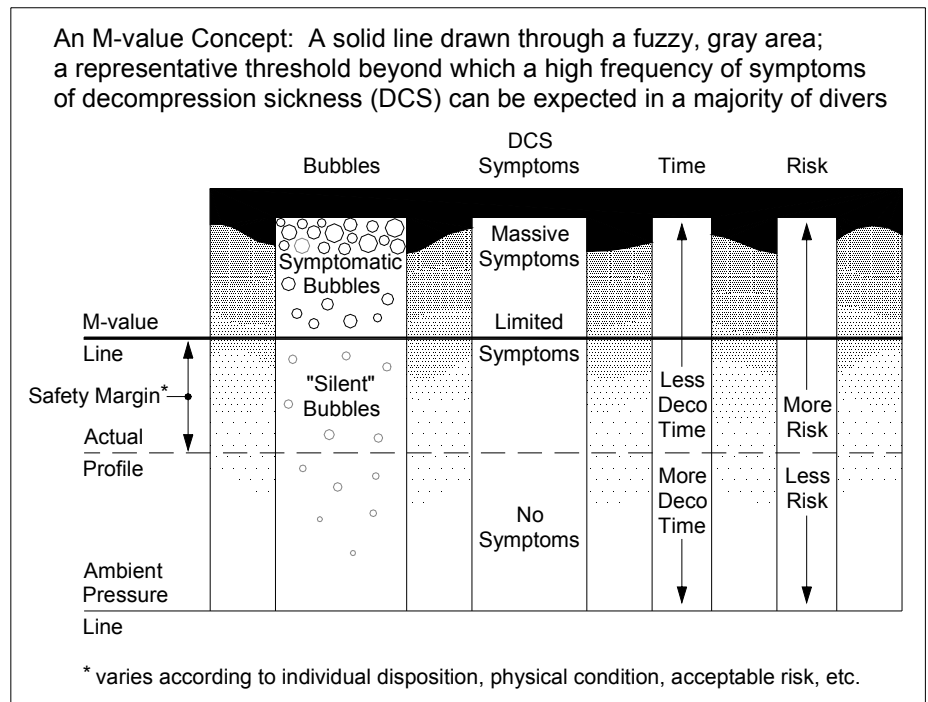 An M-value Concept: A solid line drawn through a fuzzy, gray area;
a representative threshold beyond which a high frequency of symptoms
of decompression sickness (DCS) can be expected in a majority of divers
Bubbles
DCS
Symptoms
Time
Risk
Symptomatic
Bubbles
Massive
Symptoms
M-value
Line
Limited
Symptoms
Safety Margin*
"Silent"
Bubbles
Less
Deco
Time
More
Risk
Actual
Profile
More
Deco
Time
Less
Risk
No
Symptoms
Ambient
Pressure
Line
* varies according to individual disposition, physical condition, acceptable risk, etc.